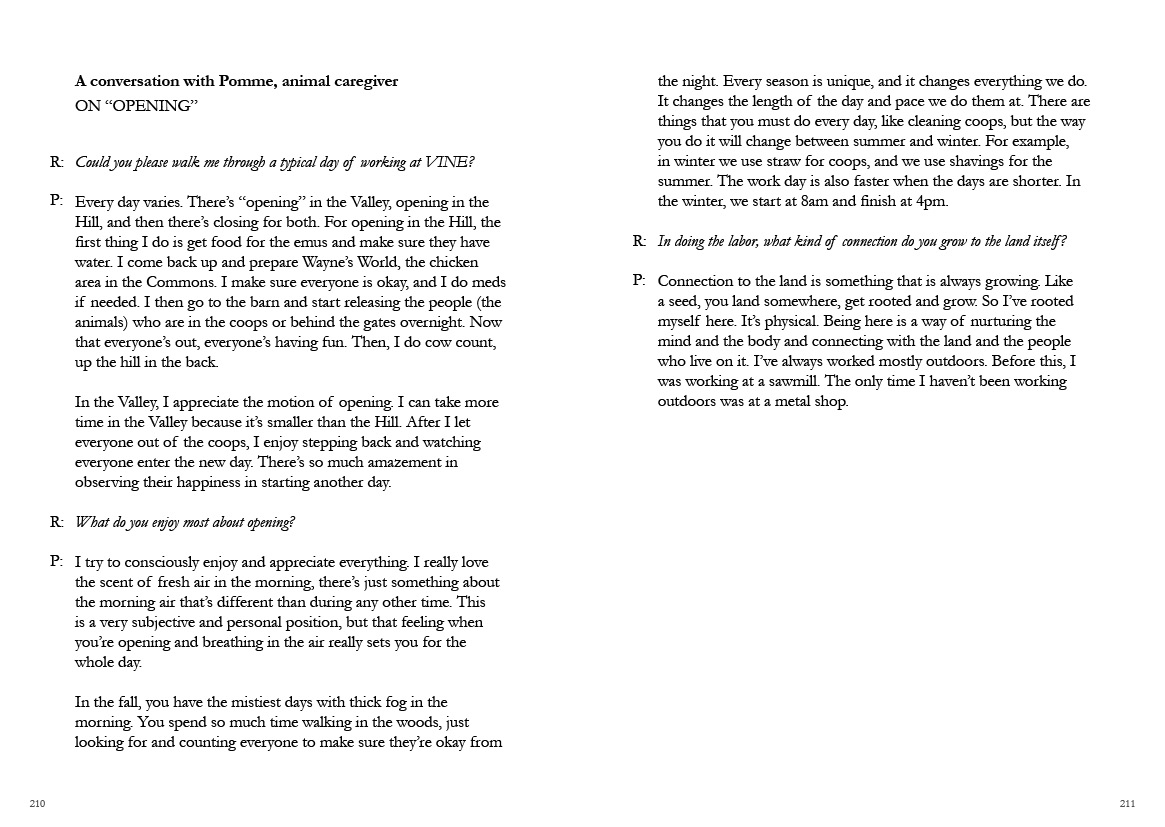 A conversation with Pomme, animal caregiver
ON “OPENING”
R: Could you please walk me through a typical day of working at VINE?
P: Every day varies. There’s “opening” in the Valley, opening in the
Hill, and then there’s closing for both. For opening in the Hill, the
first thing I do is get food for the emus and make sure they have
water. I come back up and prepare Wayne’s World, the chicken
area in the Commons. I make sure everyone is okay, and I do meds
if needed. I then go to the barn and start releasing the people (the
animals) who are in the coops or behind the gates overnight. Now
that everyone’s out, everyone’s having fun. Then, I do cow count,
up the hill in the back.
In the Valley, I appreciate the motion of opening. I can take more
time in the Valley because it’s smaller than the Hill. After I let
everyone out of the coops, I enjoy stepping back and watching
everyone enter the new day. There’s so much amazement in
observing their happiness in starting another day.
R: What do you enjoy most about opening?
P: I try to consciously enjoy and appreciate everything. I really love
the scent of fresh air in the morning, there’s just something about
the morning air that’s different than during any other time. This
is a very subjective and personal position, but that feeling when
you’re opening and breathing in the air really sets you for the
whole day.
In the fall, you have the mistiest days with thick fog in the
morning. You spend so much time walking in the woods, just
looking for and counting everyone to make sure they’re okay from
210
the night. Every season is unique, and it changes everything we do.
It changes the length of the day and pace we do them at. There are
things that you must do every day, like cleaning coops, but the way
you do it will change between summer and winter. For example,
in winter we use straw for coops, and we use shavings for the
summer. The work day is also faster when the days are shorter. In
the winter, we start at 8am and finish at 4pm.
R: In doing the labor, what kind of connection do you grow to the land itself?
P: Connection to the land is something that is always growing. Like
a seed, you land somewhere, get rooted and grow. So I’ve rooted
myself here. It’s physical. Being here is a way of nurturing the
mind and the body and connecting with the land and the people
who live on it. I’ve always worked mostly outdoors. Before this, I
was working at a sawmill. The only time I haven’t been working
outdoors was at a metal shop.
211